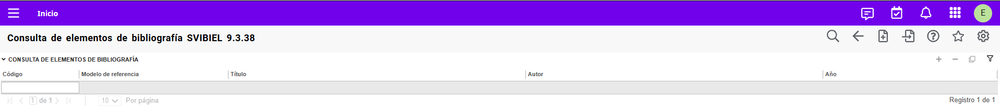 Inicio
E
Consulta de elementos de bibliografía SVIBIEL 9.3.38
CONSULTA DE ELEMENTOS DE BIBLIOGRAFÍA
Código Modelo de referencia Título Autor Año
1 de 1 10 Por página Registro 1 de 1